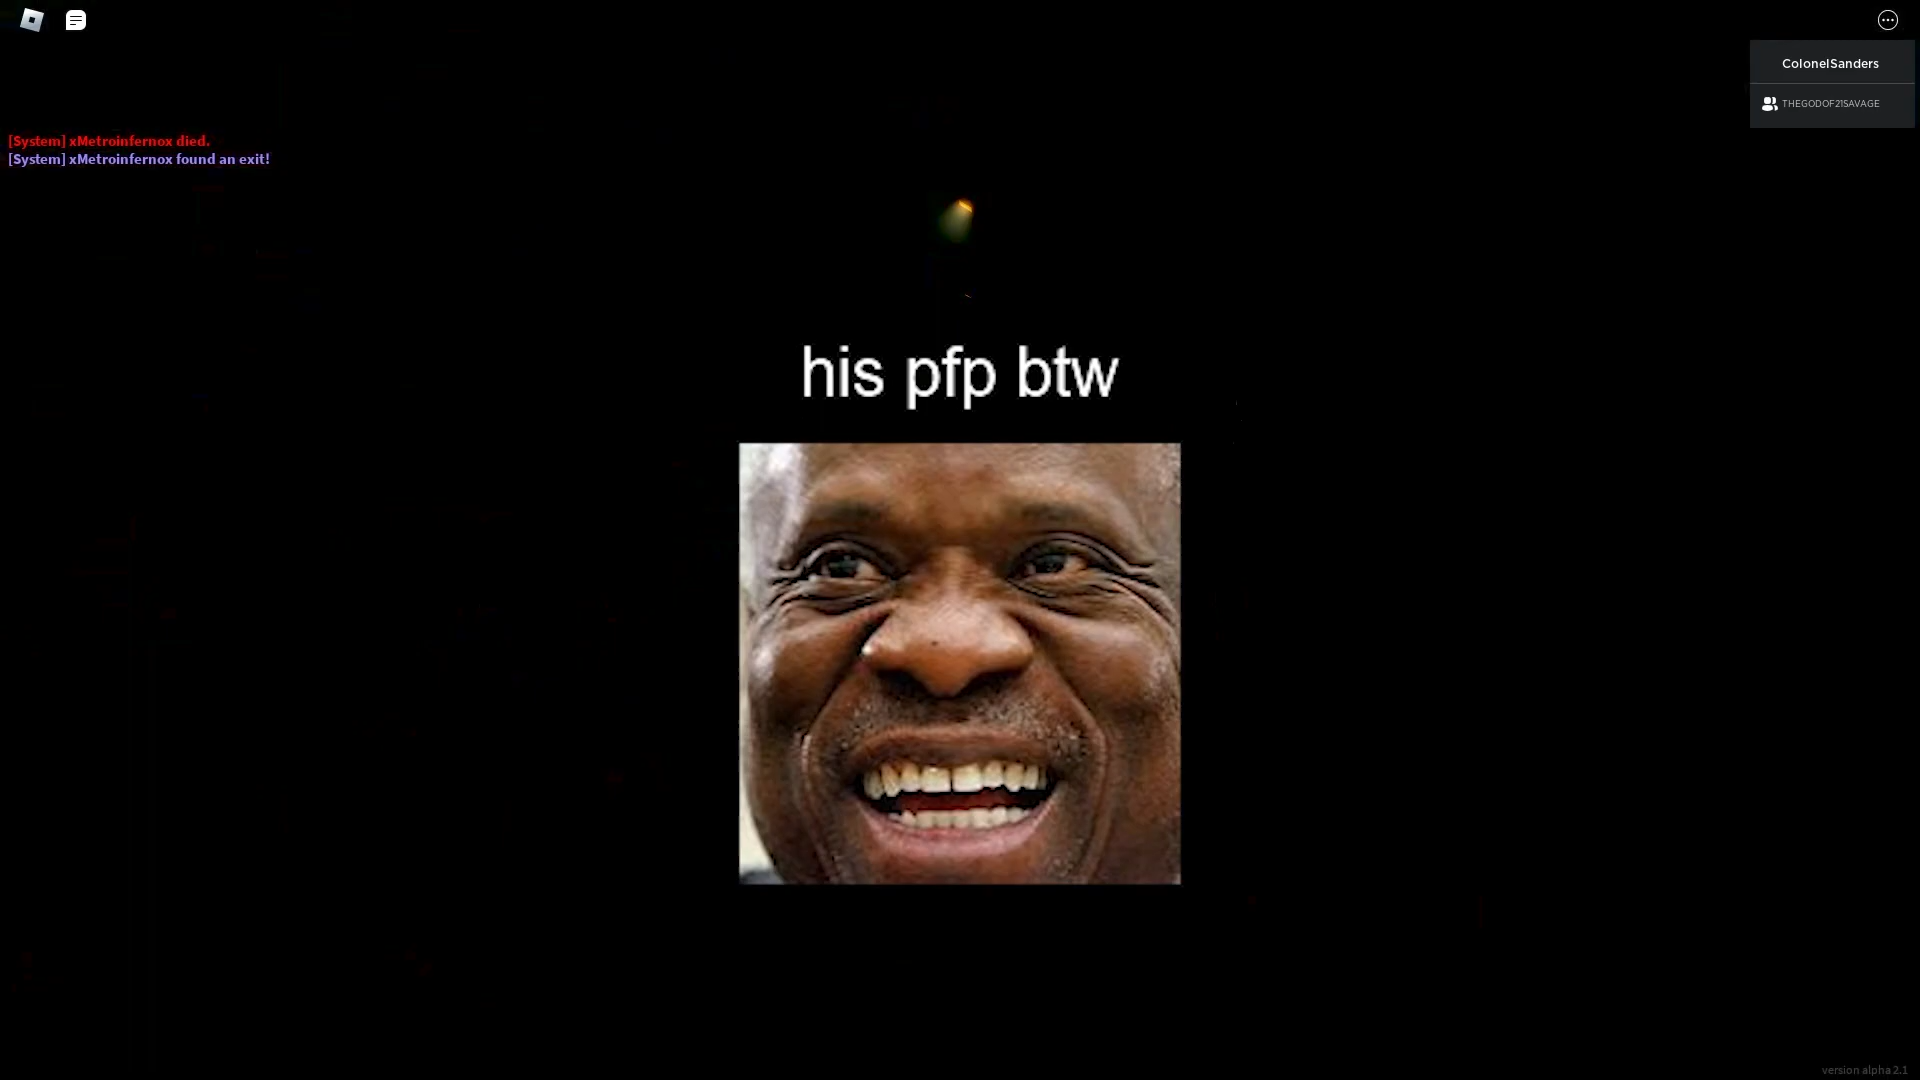 ColonelSanders
THEGODOF21SAVAGE
[System] xMetroinfernox died.
[System] xMetroinfernox found an exit!
his pfp btw
version alpha 2.1